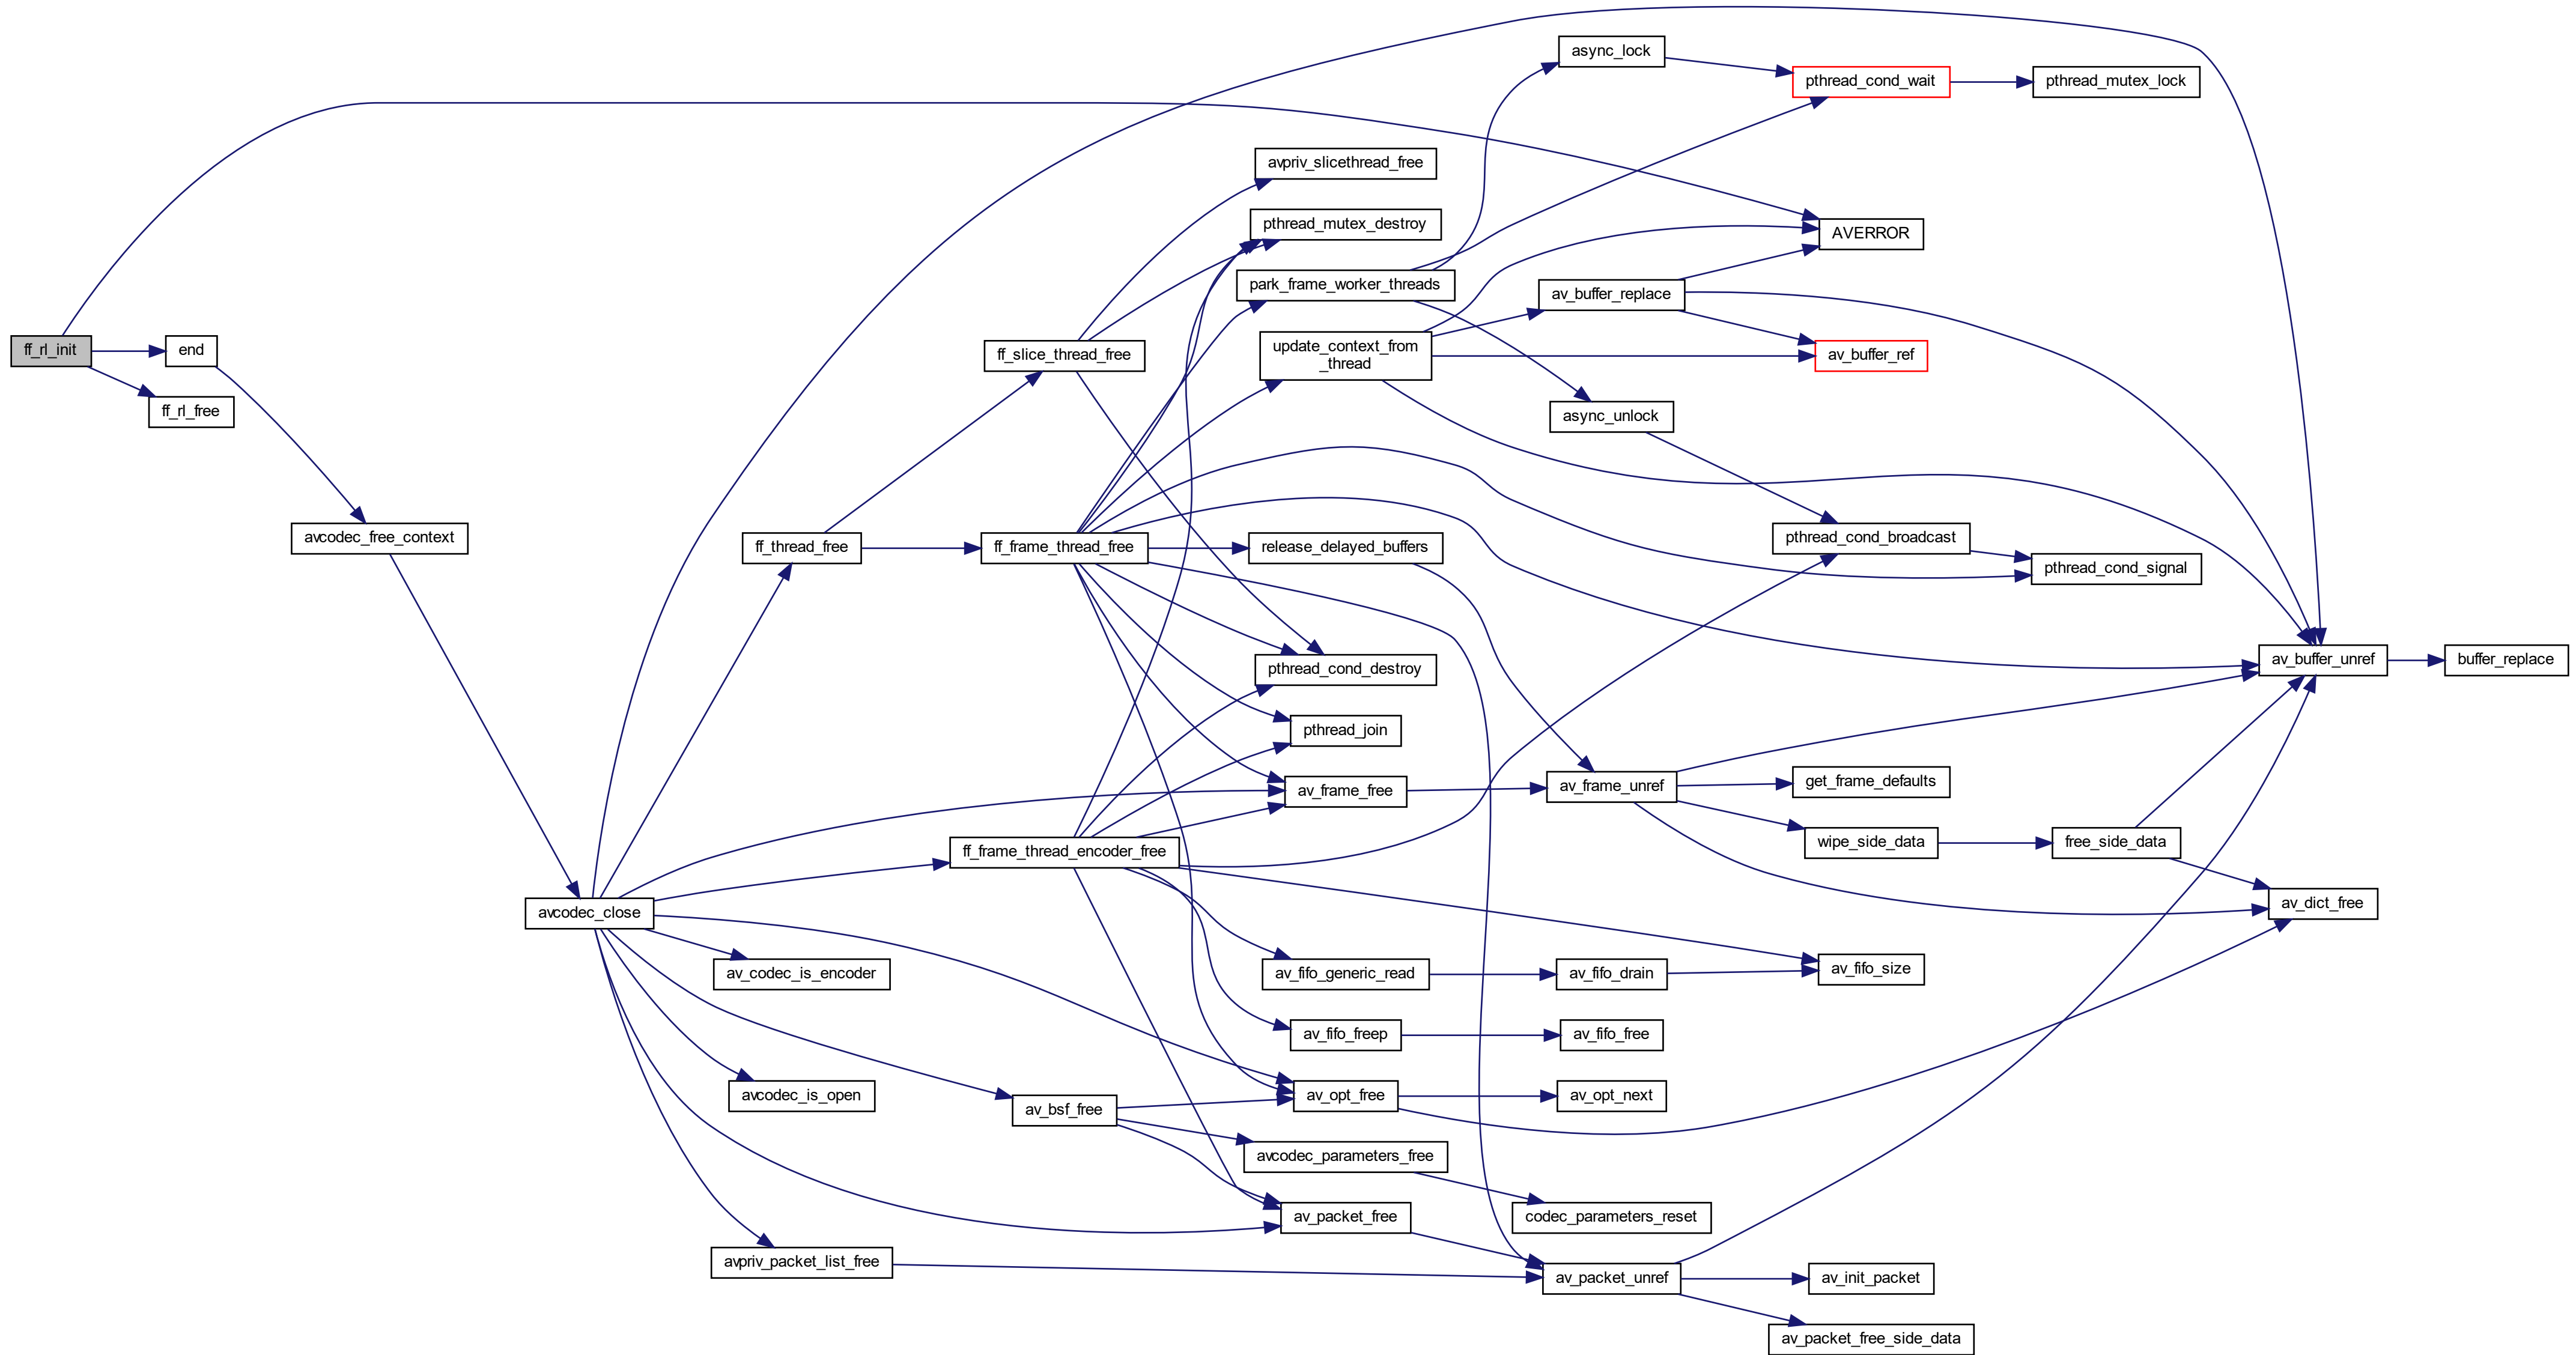 ff_rl_init
end
ff_rl_free
avcodec_free_context
avcodec_close
ff_thread_free
av_codec_is_encoder
avcodec_is_open
avpriv_packet_list_free
ff_slice_thread_free
ff_frame_thread_free
ff_frame_thread_encoder_free
av_bsf_free
avpriv_slicethread_free
pthread_mutex_destroy
park_frame_worker_threads
update_context_from
_thread
release_delayed_buffers
pthread_cond_destroy
pthread_join
av_frame_free
av_fifo_generic_read
av_fifo_freep
av_opt_free
avcodec_parameters_free
av_packet_free
async_lock
av_buffer_replace
async_unlock
av_frame_unref
av_fifo_drain
av_fifo_free
av_opt_next
codec_parameters_reset
av_packet_unref
pthread_cond_wait
AVERROR
av_buffer_ref
pthread_cond_broadcast
get_frame_defaults
wipe_side_data
av_fifo_size
av_init_packet
av_packet_free_side_data
pthread_mutex_lock
pthread_cond_signal
free_side_data
av_buffer_unref
av_dict_free
buffer_replace